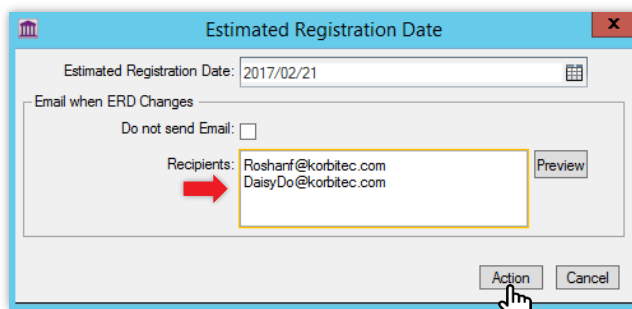 Estimated Registration Date
x
Estimated Registration Date: 2017/02/21
Email when ERD Changes
Do not send Email:
Recipients: Roshanf@korbitec.com Preview
DaisyDo@korbitec.com
Action Cancel